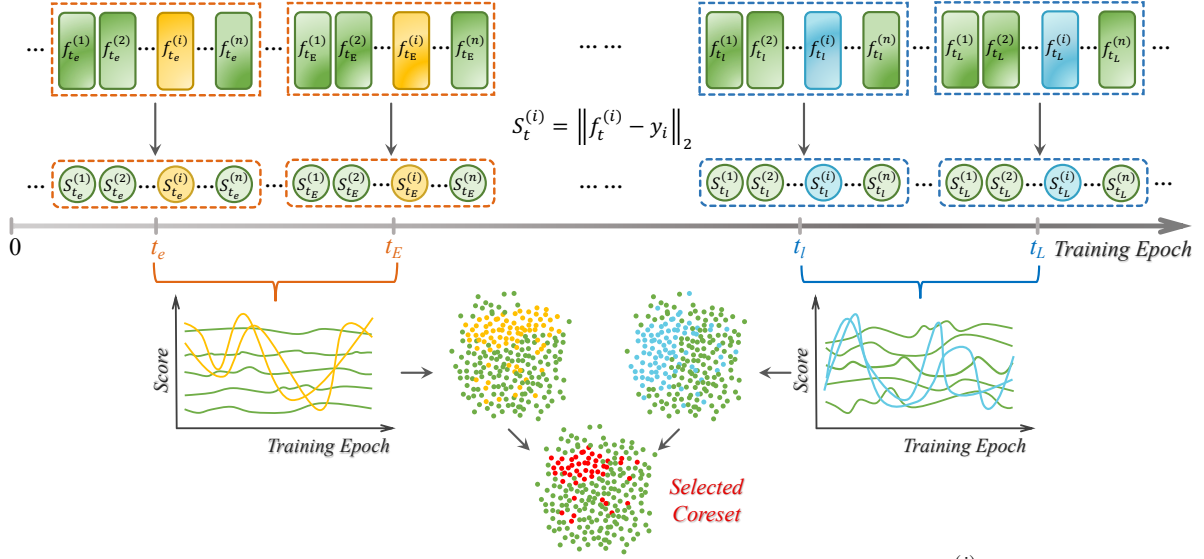 ··· f_{t_e}^{(1)} f_{t_e}^{(2)} ··· f_{t_e}^{(i)} ··· f_{t_e}^{(n)} ··· f_{t_E}^{(1)} f_{t_E}^{(2)} ··· f_{t_E}^{(i)} ··· f_{t_E}^{(n)} ··· ··· f_{t_l}^{(1)} f_{t_l}^{(2)} ··· f_{t_l}^{(i)} ··· f_{t_l}^{(n)} ··· f_{t_L}^{(1)} f_{t_L}^{(2)} ··· f_{t_L}^{(i)} ··· f_{t_L}^{(n)} ···
S_t^{(i)} = ‖f_t^{(i)} − y_i‖_2
··· S_{t_e}^{(1)} S_{t_e}^{(2)} ··· S_{t_e}^{(i)} ··· S_{t_e}^{(n)} ··· S_{t_E}^{(1)} S_{t_E}^{(2)} ··· S_{t_E}^{(i)} ··· S_{t_E}^{(n)} ··· ··· S_{t_l}^{(1)} S_{t_l}^{(2)} ··· S_{t_l}^{(i)} ··· S_{t_l}^{(n)} ··· S_{t_L}^{(1)} S_{t_L}^{(2)} ··· S_{t_L}^{(i)} ··· S_{t_L}^{(n)} ···
0 t_e t_E t_l t_L Training Epoch
Score
Training Epoch
Score
Training Epoch
Selected
Coreset